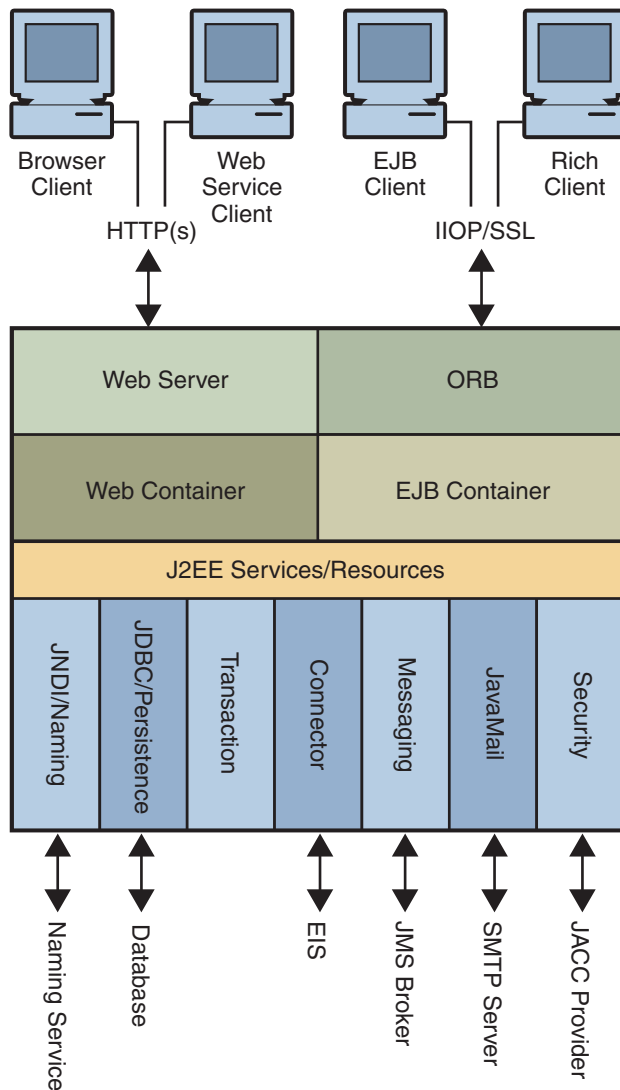 Browser
Client
Web
Service
Client
EJB
Client
Rich
Client
HTTP(s)
IIOP/SSL
Web Server
ORB
Web Container
EJB Container
J2EE Services/Resources
JNDI/Naming
JDBC/Persistence
Transaction
Connector
Messaging
JavaMail
Security
Naming Service
Database
EIS
JMS Broker
SMTP Server
JACC Provider